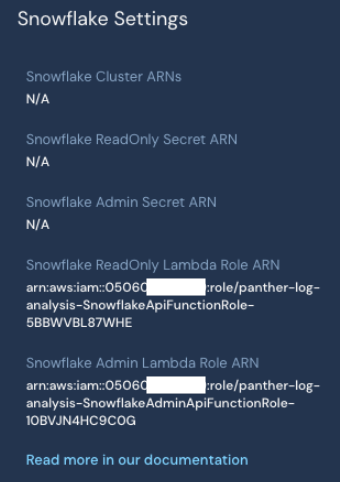 Snowflake Settings
Snowflake Cluster ARNs
N/A
Snowflake ReadOnly Secret ARN
N/A
Snowflake Admin Secret ARN
N/A
Snowflake ReadOnly Lambda Role ARN
arn:aws:iam::05060 :role/panther-log-
analysis-SnowflakeApiFunctionRole-
5BBWVBL87WHE
Snowflake Admin Lambda Role ARN
arn:aws:iam::05060 :role/panther-log-
analysis-SnowflakeAdminApiFunctionRole-
10BVJN4HC9C0G
Read more in our documentation